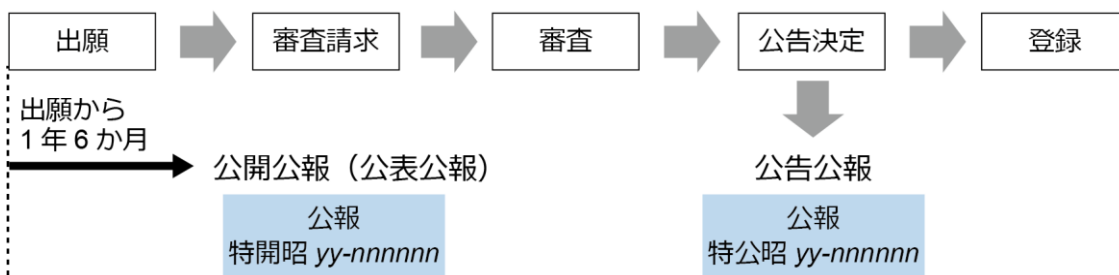 出願
審査請求
審査
公告決定
登録
出願から
1年6か月
公開公報（公表公報）
公告公報
公報
特開昭 yy-nnnnnn
公報
特公昭 yy-nnnnnn